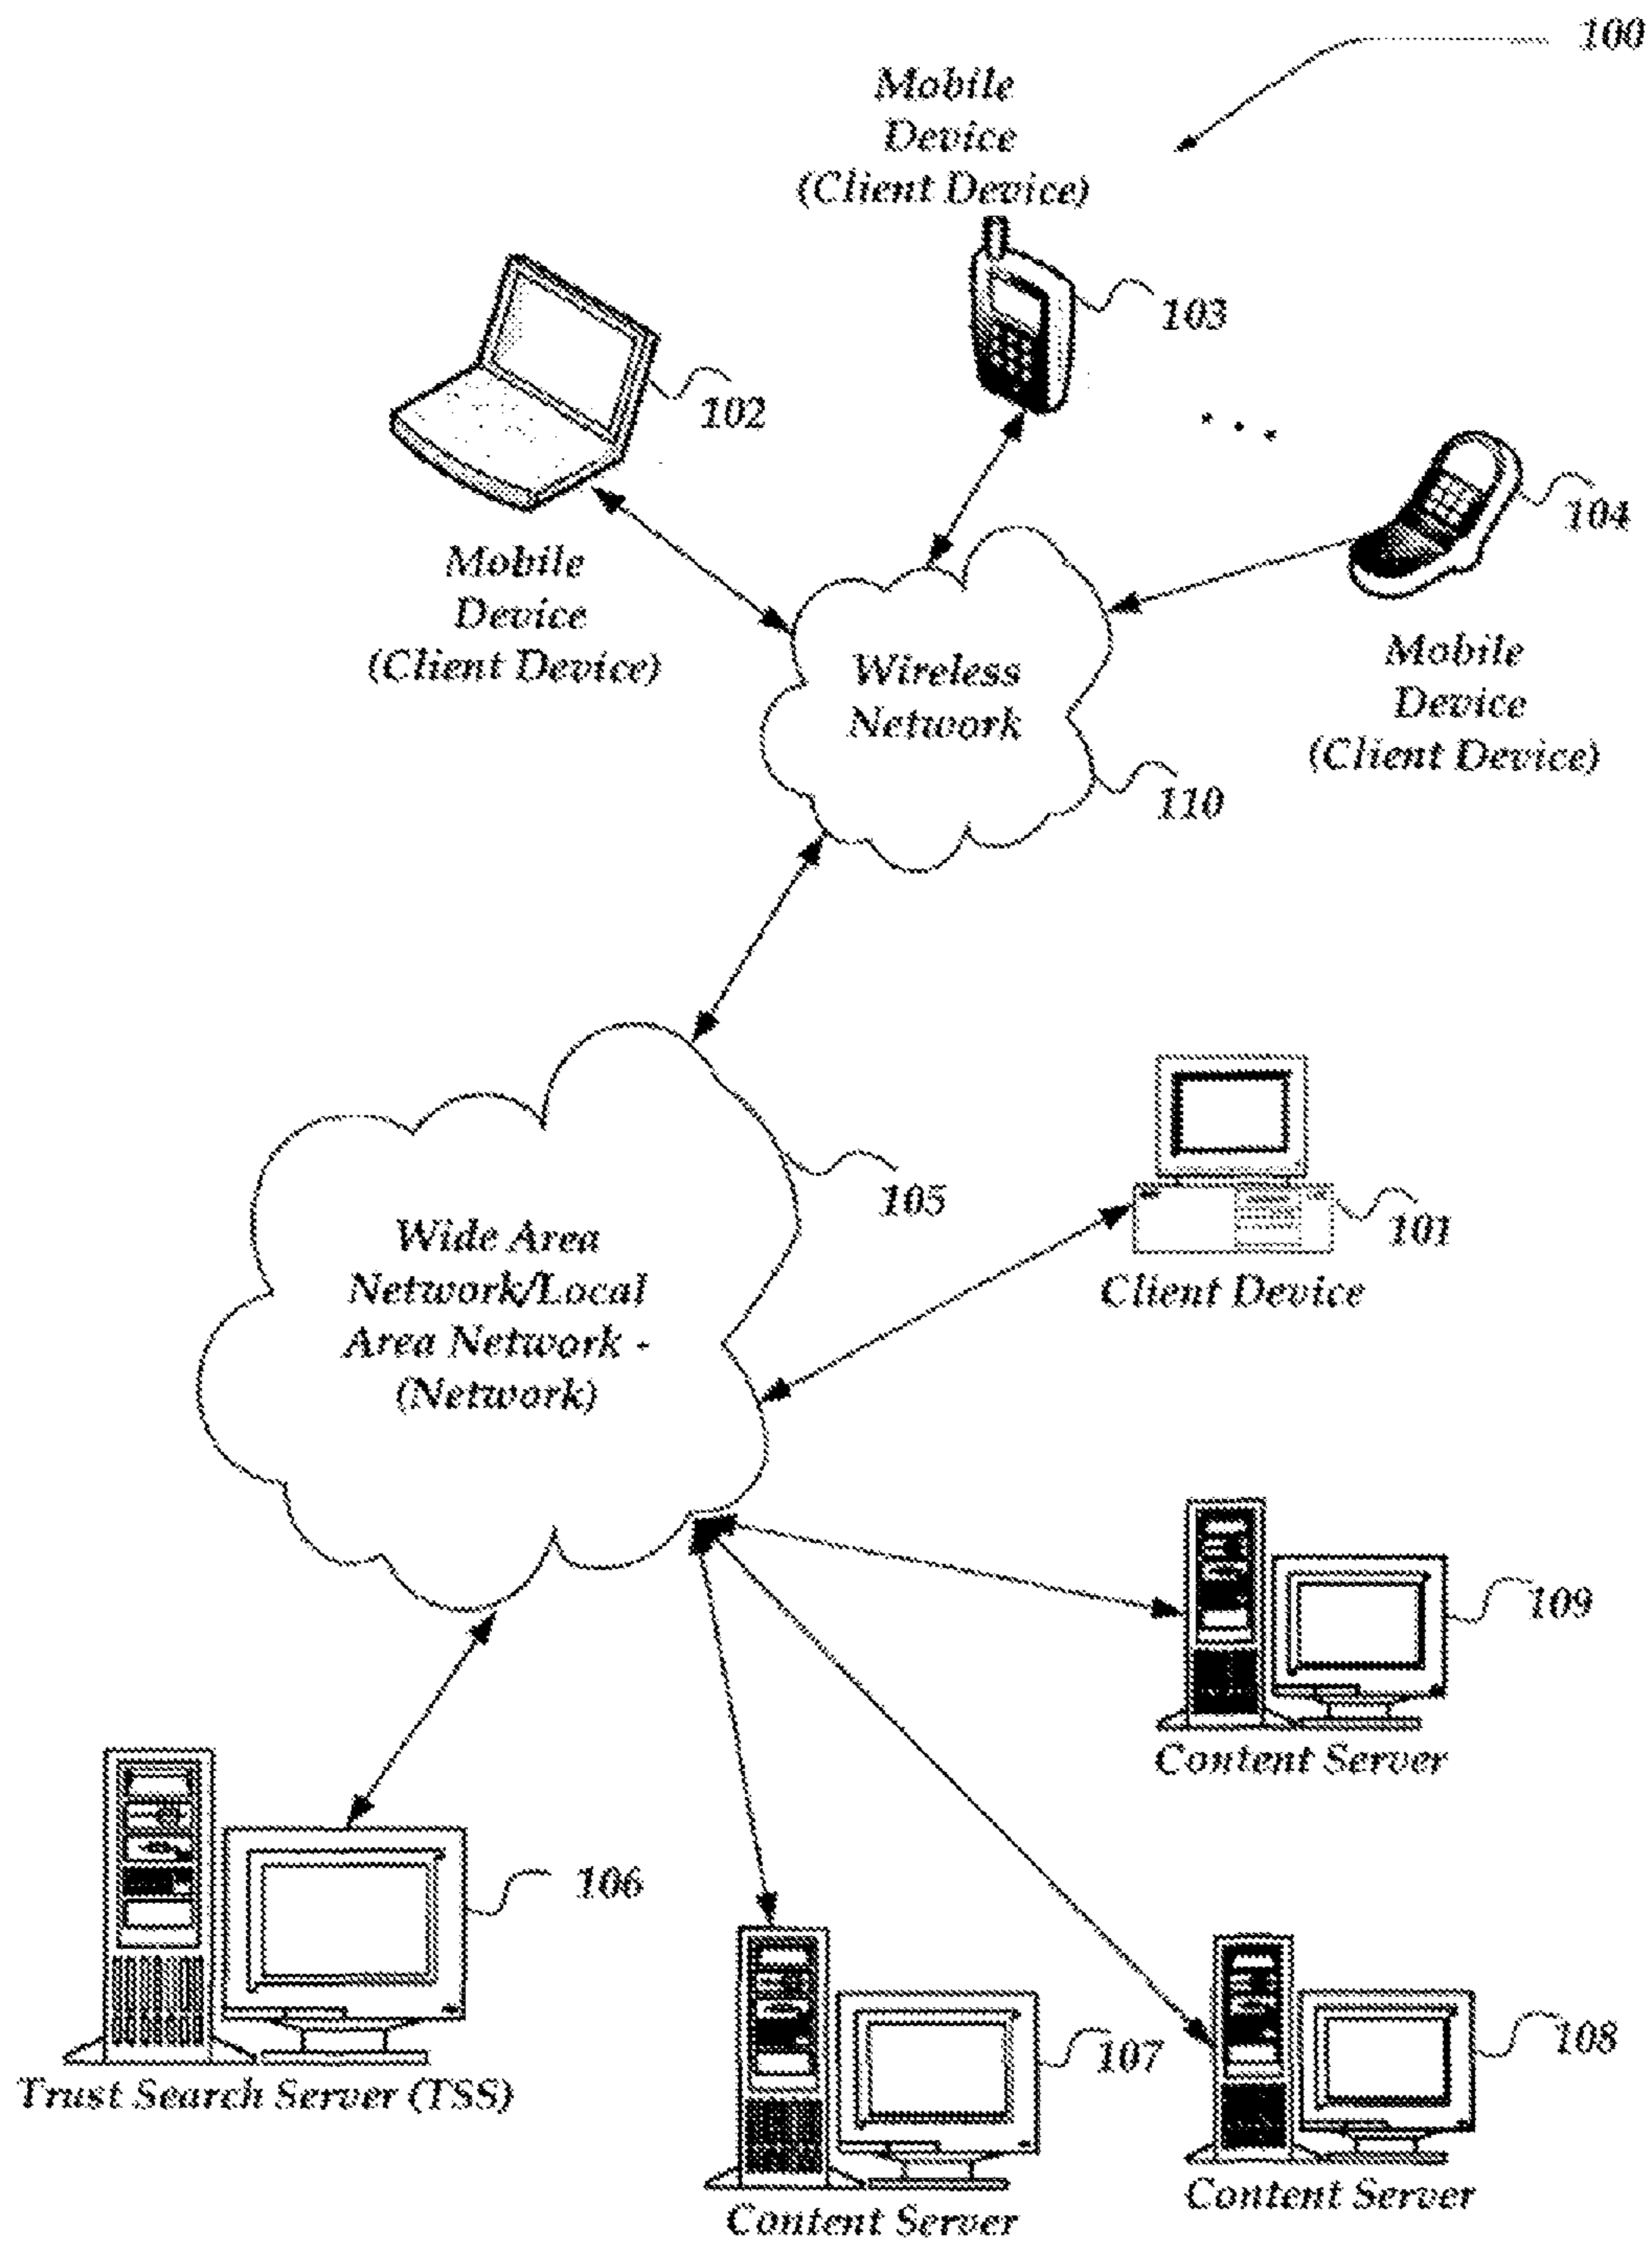 100
Mobile
Device
(Client Device)
103
102
104
Mobile
Device
(Client Device)
Wireless
Network
Mobile
Device
(Client Device)
110
105
Wide Area
Network/Local
Area Network -
(Network)
101
Client Device
109
Content Server
106
Trust Search Server (TSS)
107
Content Server
108
Content Server